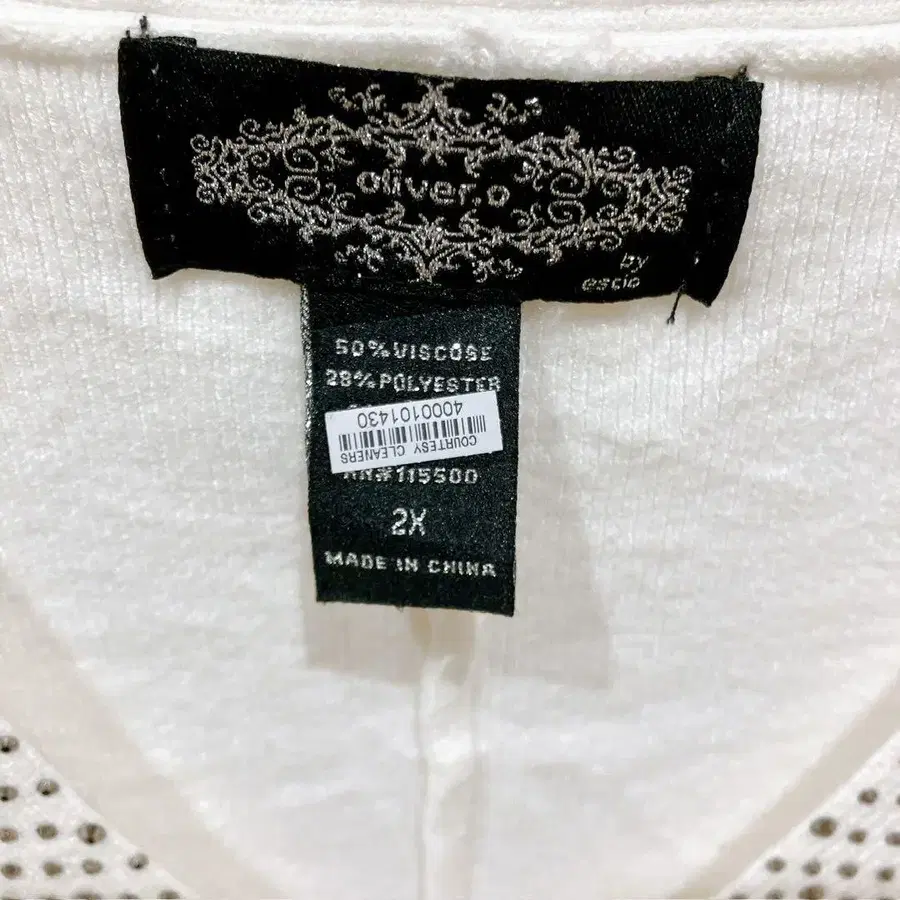 oliver.o
by
escio
50% VISCOSE
28% POLYESTER
COURTESY CLEANERS
4000101430
RN#115500
2X
MADE IN CHINA